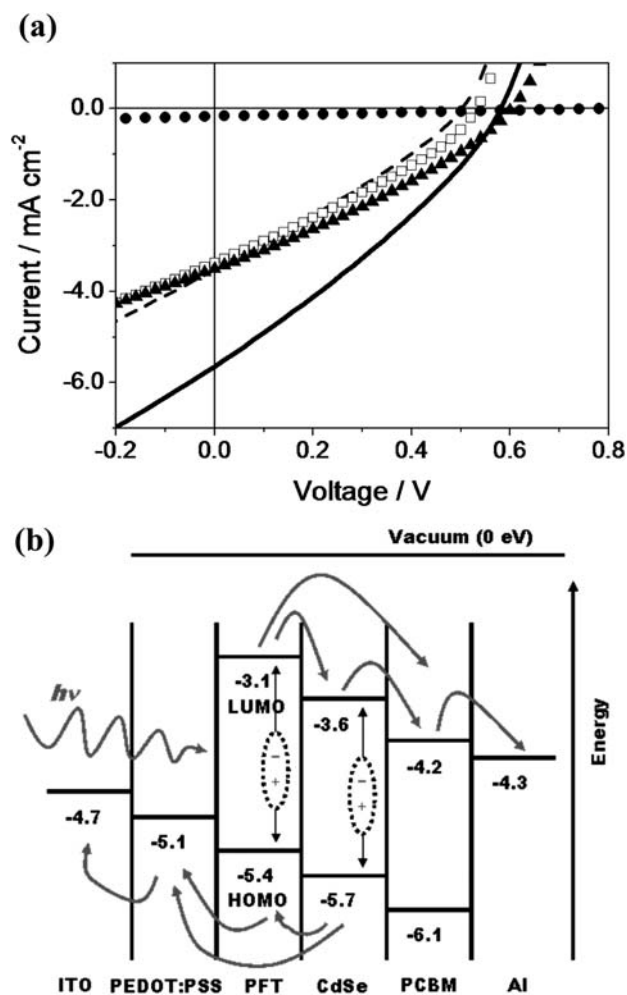 (a)
0.0
-2.0
-4.0
-6.0
Current / mA cm⁻²
-0.2 0.0 0.2 0.4 0.6 0.8
Voltage / V
(b)
Vacuum (0 eV)
Energy
hν
-3.1
LUMO
-3.6
-4.2
-4.3
-4.7
-5.1
-5.4
HOMO
-5.7
-6.1
− +
− +
ITO PEDOT:PSS PFT CdSe PCBM Al